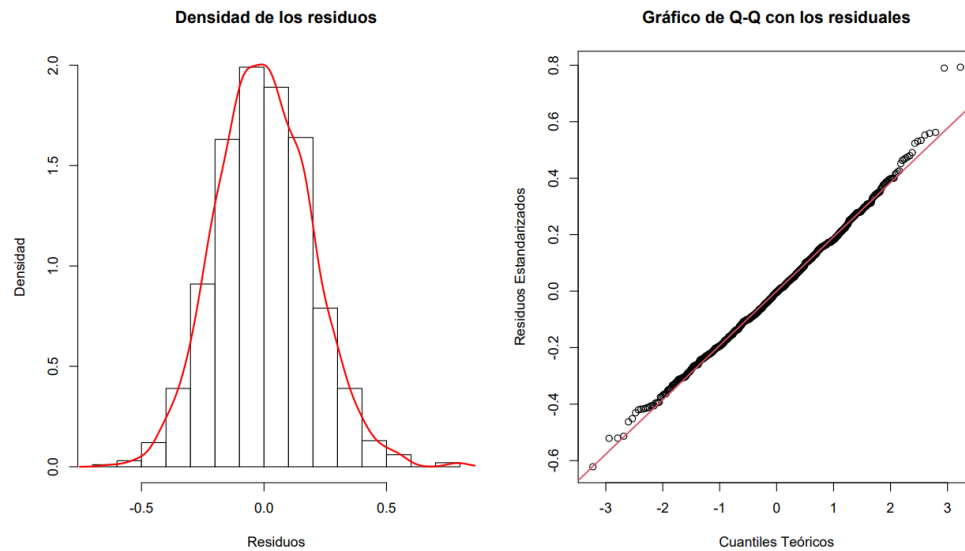 Densidad de los residuos
Densidad
2.0
1.5
1.0
0.5
0.0
-0.5 0.0 0.5
Residuos
Gráfico de Q-Q con los residuales
Residuos Estandarizados
0.8
0.6
0.4
0.2
0.0
-0.2
-0.4
-0.6
-3 -2 -1 0 1 2 3
Cuantiles Teóricos